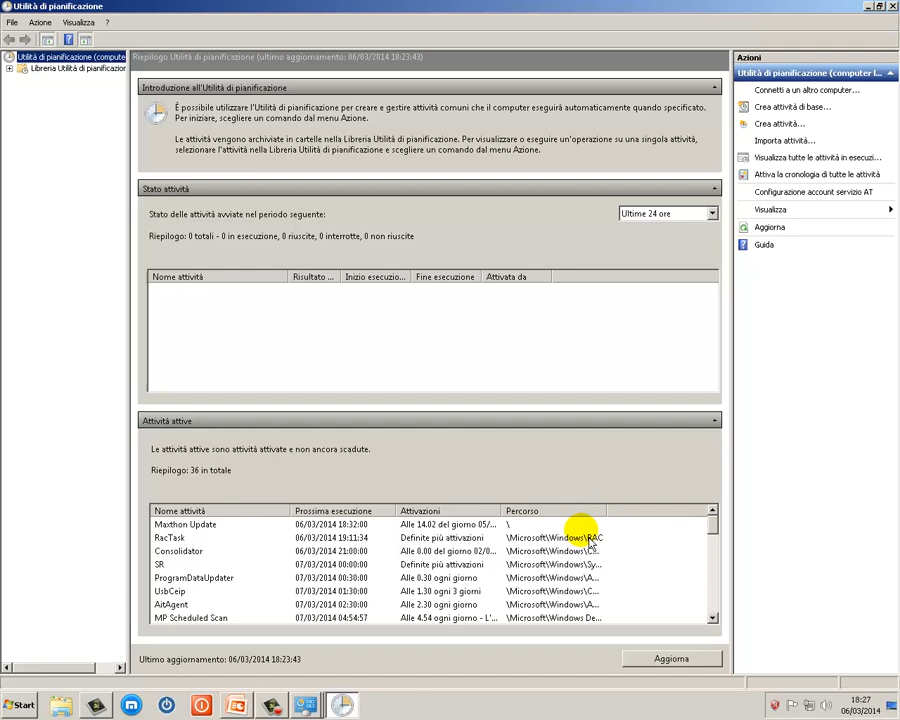 Utilità di pianificazione
File Azione Visualizza ?
Utilità di pianificazione (compute
Libreria Utilità di pianificazion
Riepilogo Utilità di pianificazione (ultimo aggiornamento: 06/03/2014 18:23:43)
Introduzione all'Utilità di pianificazione
È possibile utilizzare l'Utilità di pianificazione per creare e gestire attività comuni che il computer eseguirà automaticamente quando specificato.
Per iniziare, scegliere un comando dal menu Azione.
Le attività vengono archiviate in cartelle nella Libreria Utilità di pianificazione. Per visualizzare o eseguire un'operazione su una singola attività,
selezionare l'attività nella Libreria Utilità di pianificazione e scegliere un comando dal menu Azione.
Stato attività
Stato delle attività avviate nel periodo seguente: Ultime 24 ore
Riepilogo: 0 totali - 0 in esecuzione, 0 riuscite, 0 interrotte, 0 non riuscite
Nome attività Risultato ... Inizio esecuzio... Fine esecuzione Attivata da
Attività attive
Le attività attive sono attività attivate e non ancora scadute.
Riepilogo: 36 in totale
Nome attività Prossima esecuzione Attivazioni Percorso
Maxthon Update 06/03/2014 18:32:00 Alle 14.02 del giorno 05/... \
RacTask 06/03/2014 19:11:34 Definite più attivazioni \Microsoft\Windows\RAC
Consolidator 06/03/2014 21:00:00 Alle 0.00 del giorno 02/0... \Microsoft\Windows\C...
SR 07/03/2014 00:00:00 Definite più attivazioni \Microsoft\Windows\Sy...
ProgramDataUpdater 07/03/2014 00:30:00 Alle 0.30 ogni giorno \Microsoft\Windows\A...
UsbCeip 07/03/2014 01:30:00 Alle 1.30 ogni 3 giorni \Microsoft\Windows\C...
AitAgent 07/03/2014 02:30:00 Alle 2.30 ogni giorno \Microsoft\Windows\A...
MP Scheduled Scan 07/03/2014 04:54:57 Alle 4.54 ogni giorno - L'... \Microsoft\Windows De...
Ultimo aggiornamento: 06/03/2014 18:23:43 Aggiorna
Azioni
Utilità di pianificazione (computer l...
Connetti a un altro computer...
Crea attività di base...
Crea attività...
Importa attività...
Visualizza tutte le attività in esecuzi...
Attiva la cronologia di tutte le attività
Configurazione account servizio AT
Visualizza
Aggiorna
Guida
Start
18:27
06/03/2014